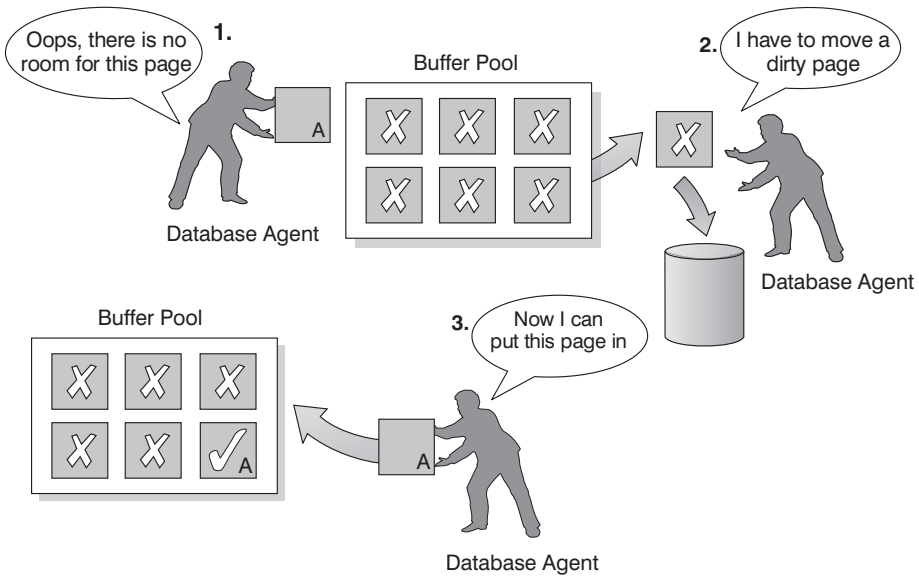 1.
Oops, there is no
room for this page
A
Database Agent
Buffer Pool
X X X
X X X
2.
I have to move a
dirty page
X
Database Agent
Buffer Pool
X X X
X X
A
3.
Now I can
put this page in
A
Database Agent